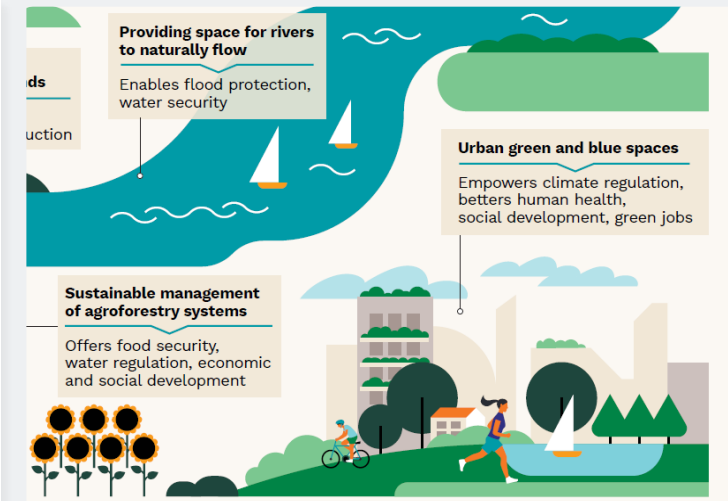 Providing space for rivers
to naturally flow
Enables flood protection,
water security
Urban green and blue spaces
Empowers climate regulation,
betters human health,
social development, green jobs
Sustainable management
of agroforestry systems
Offers food security,
water regulation, economic
and social development